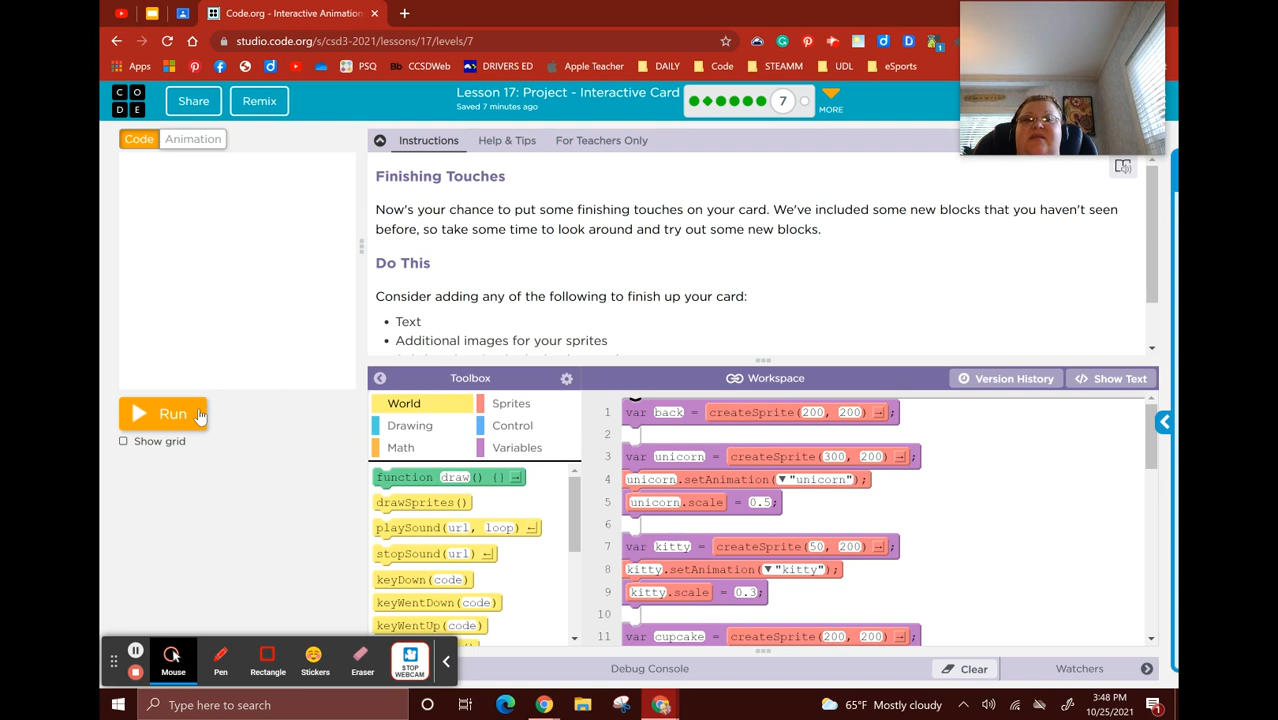 Code.org - Interactive Animation
studio.code.org/s/csd3-2021/lessons/17/levels/7
Apps
PSQ
Bb CCSDWeb
DRIVERS ED
Apple Teacher
DAILY
Code
STEAMM
UDL
eSports
C O
D E
Share
Remix
Lesson 17: Project - Interactive Card
Saved 7 minutes ago
7
MORE
Code
Animation
Instructions
Help & Tips
For Teachers Only
Finishing Touches
Now's your chance to put some finishing touches on your card. We've included some new blocks that you haven't seen
before, so take some time to look around and try out some new blocks.
Do This
Consider adding any of the following to finish up your card:
• Text
• Additional images for your sprites
Run
Show grid
Toolbox
Workspace
Version History
Show Text
World
Sprites
Drawing
Control
Math
Variables
function draw() {}
drawSprites()
playSound(url, loop)
stopSound(url)
keyDown(code)
keyWentDown(code)
keyWentUp(code)
1 var back = createSprite(200, 200);
2
3 var unicorn = createSprite(300, 200);
4 unicorn.setAnimation("unicorn");
5 unicorn.scale = 0.5;
6
7 var kitty = createSprite(50, 200);
8 kitty.setAnimation("kitty");
9 kitty.scale = 0.3;
10
11 var cupcake = createSprite(200, 200);
Mouse
Pen
Rectangle
Stickers
Eraser
STOP
WEBCAM
Debug Console
Clear
Watchers
Type here to search
65°F Mostly cloudy
3:48 PM
10/25/2021